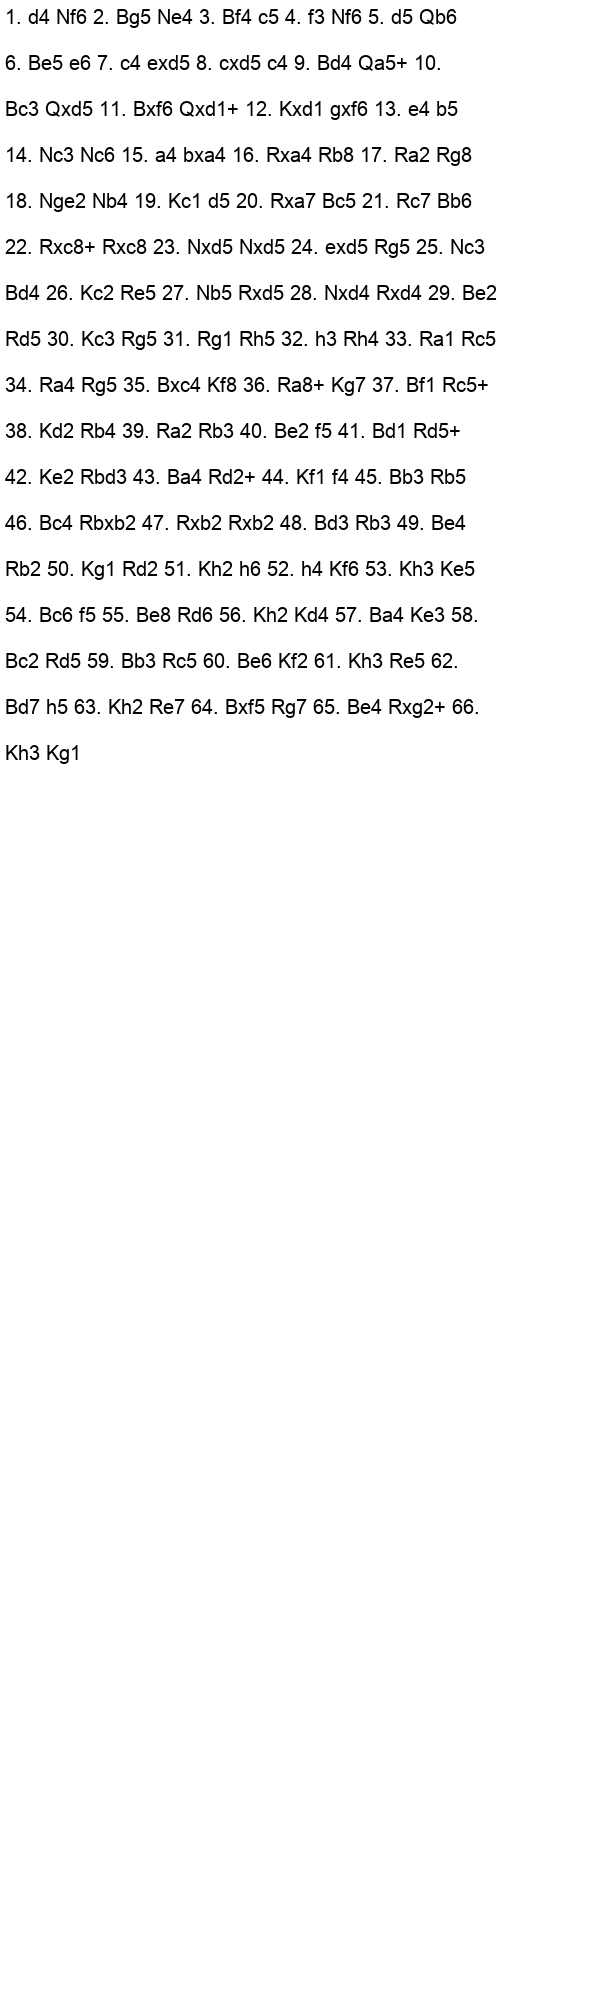 1. d4 Nf6 2. Bg5 Ne4 3. Bf4 c5 4. f3 Nf6 5. d5 Qb6
6. Be5 e6 7. c4 exd5 8. cxd5 c4 9. Bd4 Qa5+ 10.
Bc3 Qxd5 11. Bxf6 Qxd1+ 12. Kxd1 gxf6 13. e4 b5
14. Nc3 Nc6 15. a4 bxa4 16. Rxa4 Rb8 17. Ra2 Rg8
18. Nge2 Nb4 19. Kc1 d5 20. Rxa7 Bc5 21. Rc7 Bb6
22. Rxc8+ Rxc8 23. Nxd5 Nxd5 24. exd5 Rg5 25. Nc3
Bd4 26. Kc2 Re5 27. Nb5 Rxd5 28. Nxd4 Rxd4 29. Be2
Rd5 30. Kc3 Rg5 31. Rg1 Rh5 32. h3 Rh4 33. Ra1 Rc5
34. Ra4 Rg5 35. Bxc4 Kf8 36. Ra8+ Kg7 37. Bf1 Rc5+
38. Kd2 Rb4 39. Ra2 Rb3 40. Be2 f5 41. Bd1 Rd5+
42. Ke2 Rbd3 43. Ba4 Rd2+ 44. Kf1 f4 45. Bb3 Rb5
46. Bc4 Rbxb2 47. Rxb2 Rxb2 48. Bd3 Rb3 49. Be4
Rb2 50. Kg1 Rd2 51. Kh2 h6 52. h4 Kf6 53. Kh3 Ke5
54. Bc6 f5 55. Be8 Rd6 56. Kh2 Kd4 57. Ba4 Ke3 58.
Bc2 Rd5 59. Bb3 Rc5 60. Be6 Kf2 61. Kh3 Re5 62.
Bd7 h5 63. Kh2 Re7 64. Bxf5 Rg7 65. Be4 Rxg2+ 66.
Kh3 Kg1